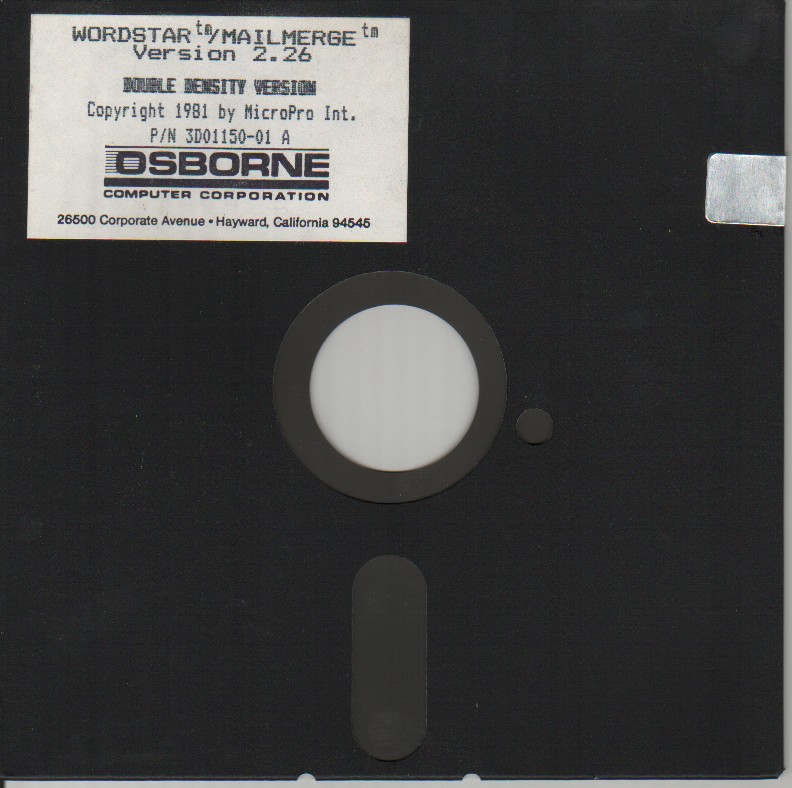 WORDSTAR™/MAILMERGE™
Version 2.26
DOUBLE DENSITY VERSION
Copyright 1981 by MicroPro Int.
P/N 3D01150-01 A
OSBORNE
COMPUTER CORPORATION
26500 Corporate Avenue • Hayward, California 94545